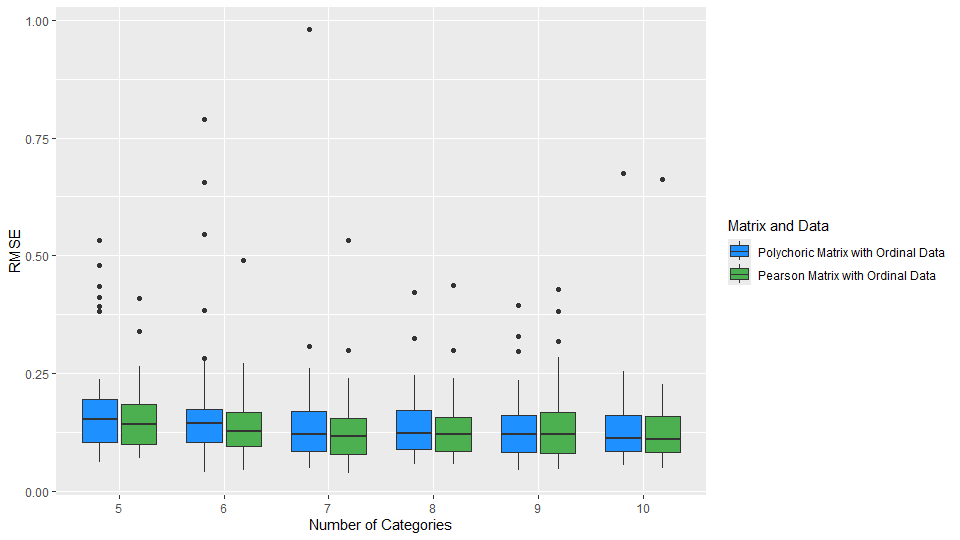 1.00
0.75
0.50
0.25
0.00
RMSE
5 6 7 8 9 10
Number of Categories
Matrix and Data
Polychoric Matrix with Ordinal Data
Pearson Matrix with Ordinal Data